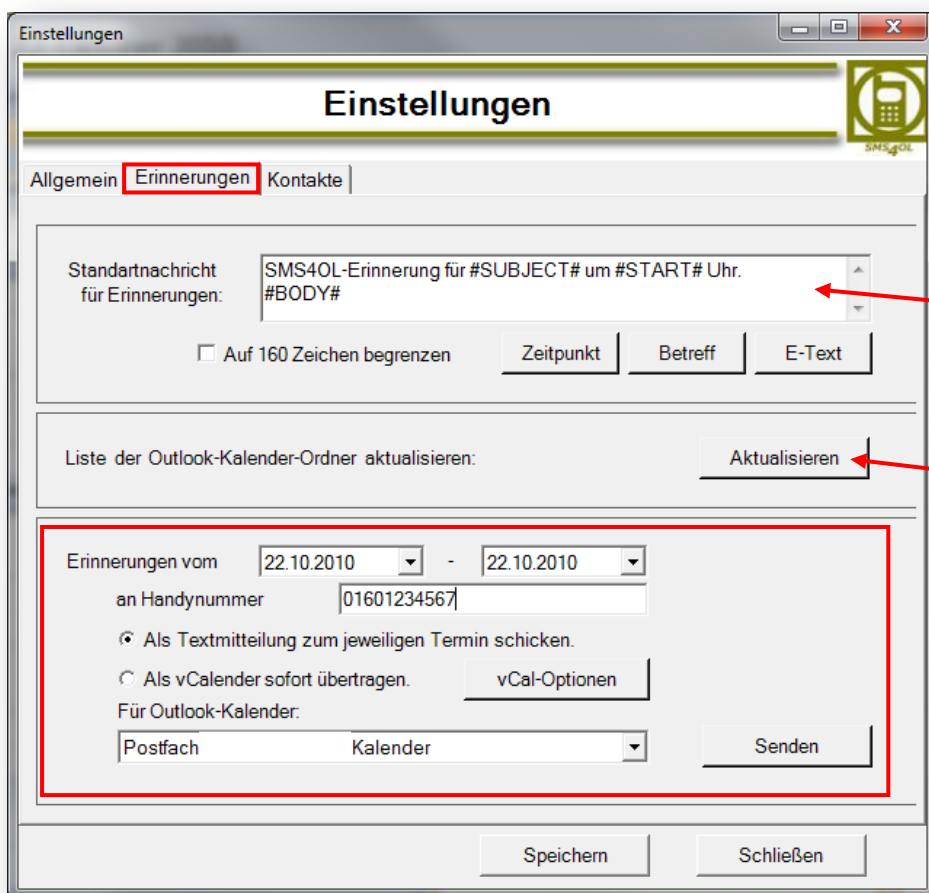 Einstellungen
Einstellungen
SMS4OL
Allgemein Erinnerungen Kontakte
Standartnachricht
für Erinnerungen:
SMS4OL-Erinnerung für #SUBJECT# um #START# Uhr.
#BODY#
Auf 160 Zeichen begrenzen Zeitpunkt Betreff E-Text
Liste der Outlook-Kalender-Ordner aktualisieren: Aktualisieren
Erinnerungen vom 22.10.2010 - 22.10.2010
an Handynummer 01601234567
Als Textmitteilung zum jeweiligen Termin schicken.
Als vCalender sofort übertragen. vCal-Optionen
Für Outlook-Kalender:
Postfach Kalender Senden
Speichern Schließen